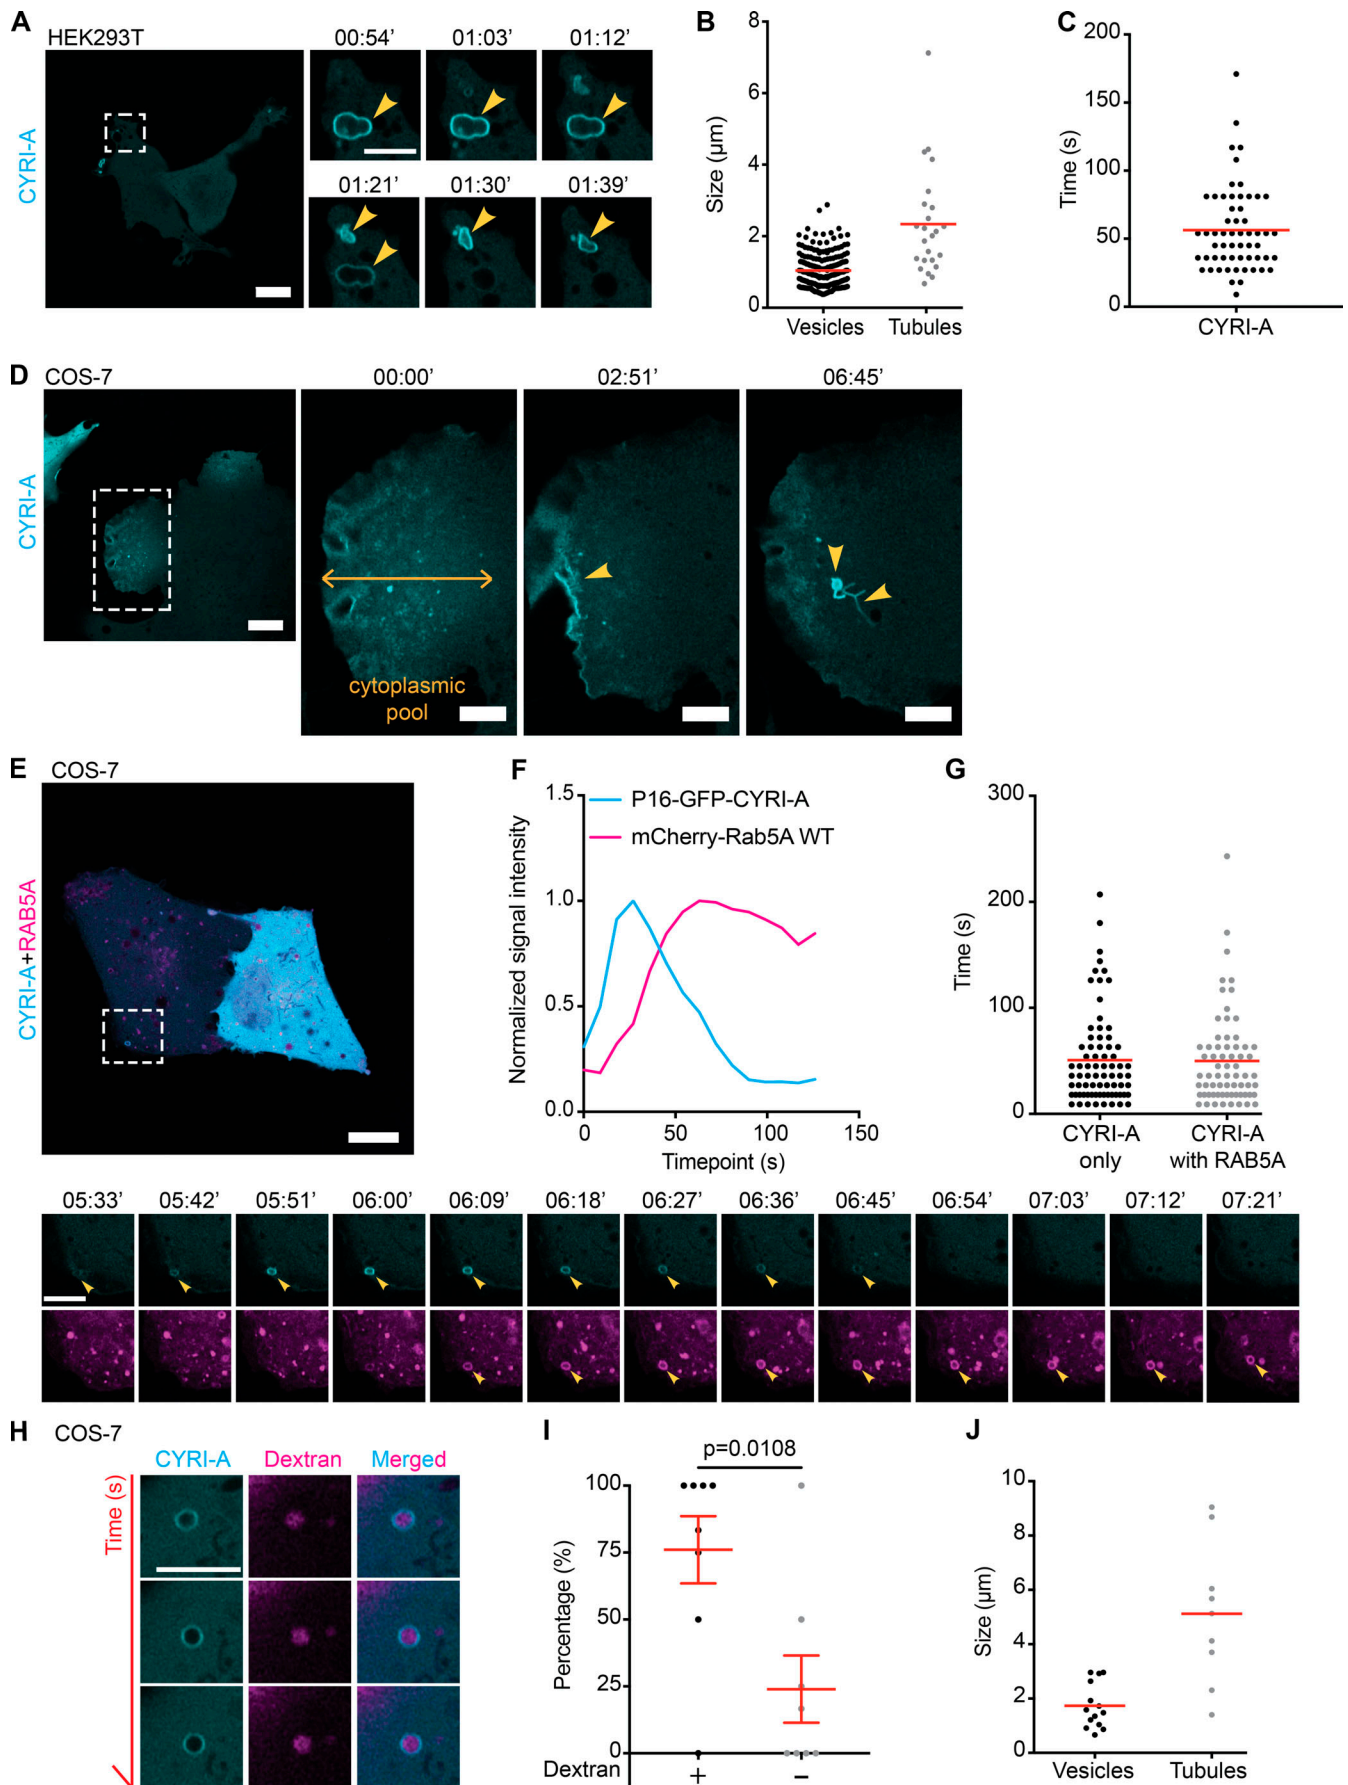 A
HEK293T
CYRI-A
00:54’
01:03’
01:12’
01:21’
01:30’
01:39’
B
Size (µm)
8
6
4
2
0
Vesicles
Tubules
C
Time (s)
200
150
100
50
0
CYRI-A
D
COS-7
CYRI-A
00:00’
02:51’
06:45’
cytoplasmic
pool
E
COS-7
CYRI-A+RAB5A
F
Normalized signal intensity
1.5
1.0
0.5
0.0
P16-GFP-CYRI-A
mCherry-Rab5A WT
0
50
100
150
Timepoint (s)
G
Time (s)
300
200
100
0
CYRI-A
only
CYRI-A
with RAB5A
05:33’
05:42’
05:51’
06:00’
06:09’
06:18’
06:27’
06:36’
06:45’
06:54’
07:03’
07:12’
07:21’
H
COS-7
CYRI-A
Dextran
Merged
Time (s)
I
p=0.0108
Percentage (%)
100
75
50
25
0
Dextran
+
–
J
Size (µm)
10
8
6
4
2
0
Vesicles
Tubules